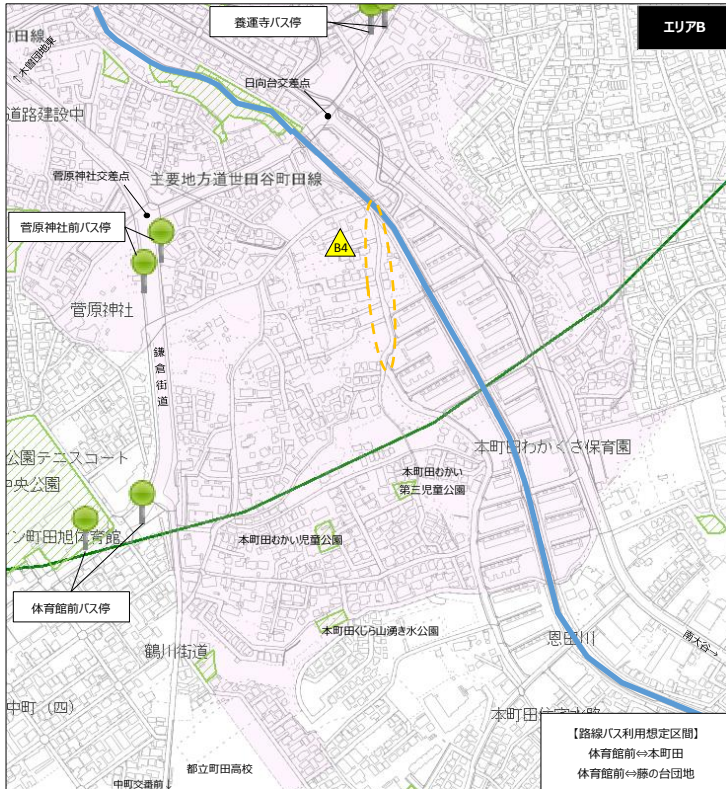 養運寺バス停
エリアB
町田線
↑木曽団地東
日向台交差点
道路建設中
菅原神社交差点
主要地方道世田谷町田線
菅原神社前バス停
B4
菅原神社
鎌倉街道
公園テニスコート
中央公園
本町田わかくさ保育園
本町田むかい
第三児童公園
ン町田旭体育館
本町田むかい児童公園
体育館前バス停
本町田くじら山湧き水公園
鶴川街道
恩田川
南大谷→
中町(四)
本町田
都立町田高校
中町交番前↓
【路線バス利用想定区間】
体育館前⇔本町田
体育館前⇔藤の台団地